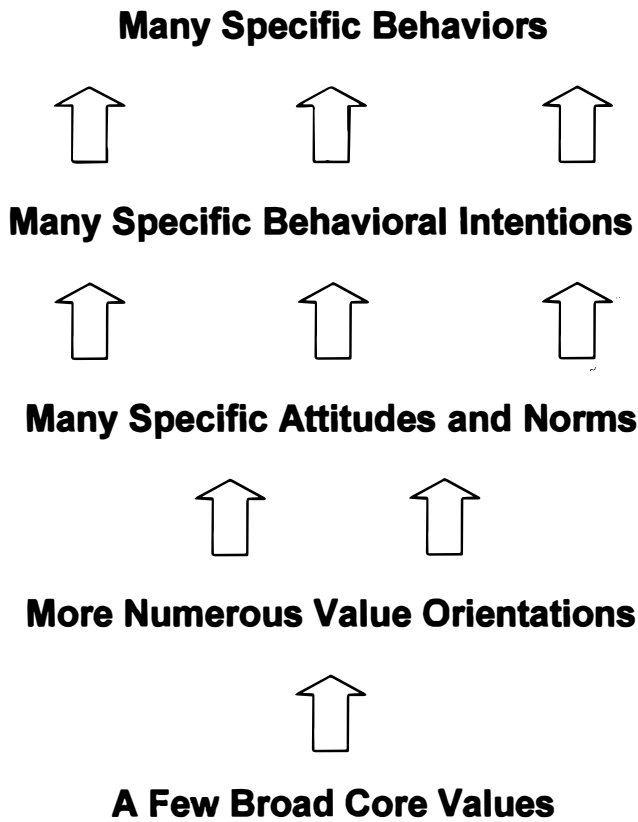 Many Specific Behaviors
Many Specific Behavioral Intentions
Many Specific Attitudes and Norms
More Numerous Value Orientations
A Few Broad Core Values